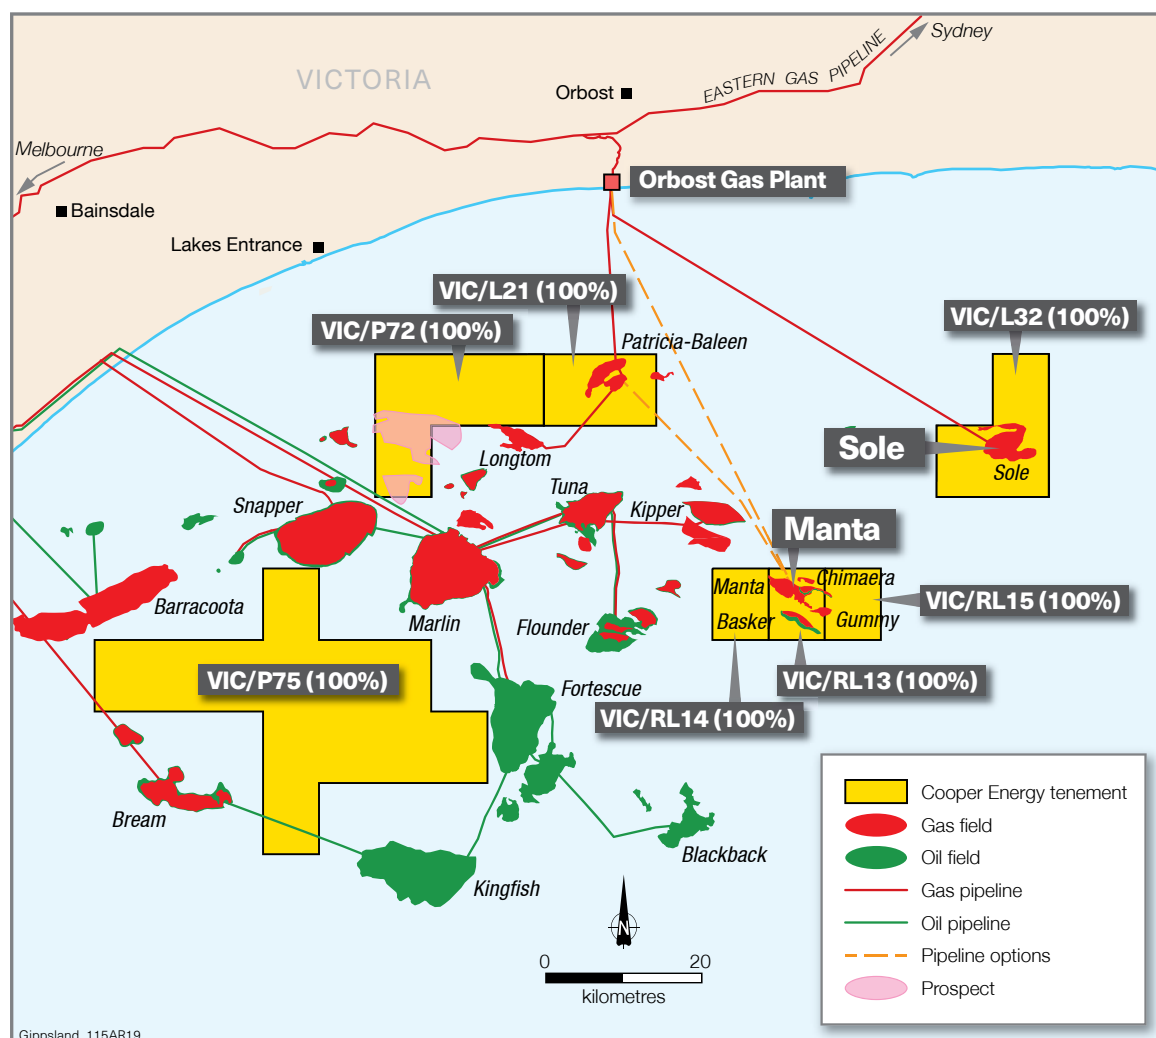 Sydney
EASTERN GAS PIPELINE
VICTORIA
Orbost
Melbourne
Orbost Gas Plant
Bainsdale
Lakes Entrance
VIC/L21 (100%)
VIC/P72 (100%)
VIC/L32 (100%)
Patricia-Baleen
Sole
Longtom
Sole
Tuna
Snapper
Kipper
Manta
Manta
Chimaera
Barracoota
VIC/RL15 (100%)
Marlin
Flounder
Basker
Gummy
VIC/P75 (100%)
VIC/RL13 (100%)
Fortescue
VIC/RL14 (100%)
Bream
Blackback
Kingfish
N
0 20
kilometres
Cooper Energy tenement
Gas field
Oil field
Gas pipeline
Oil pipeline
Pipeline options
Prospect
Gippsland 115AR19